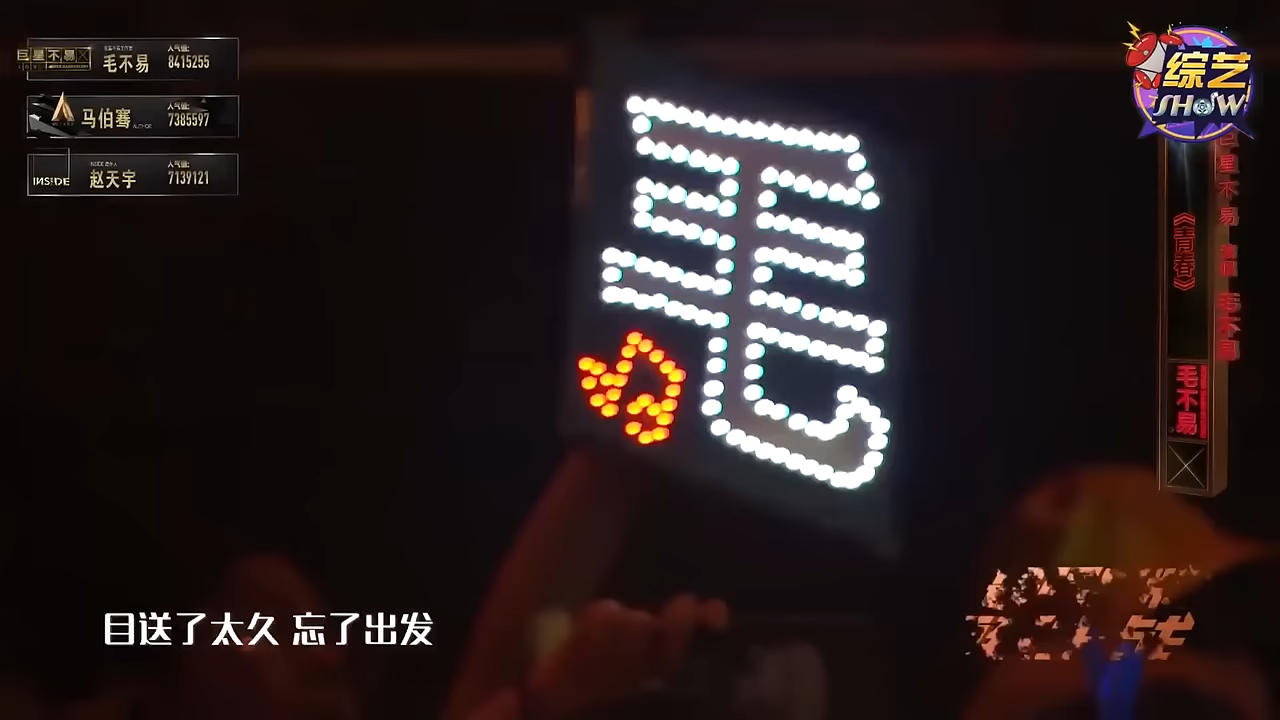 巨星不易
毛不易
人气值:
8415255
马伯骞
人气值:
7385597
INSIDE
赵天宇
人气值:
7139121
综艺
SHOW
毛
巨星不易
毛不易
《青春》
毛不易
目送了太久 忘了出发